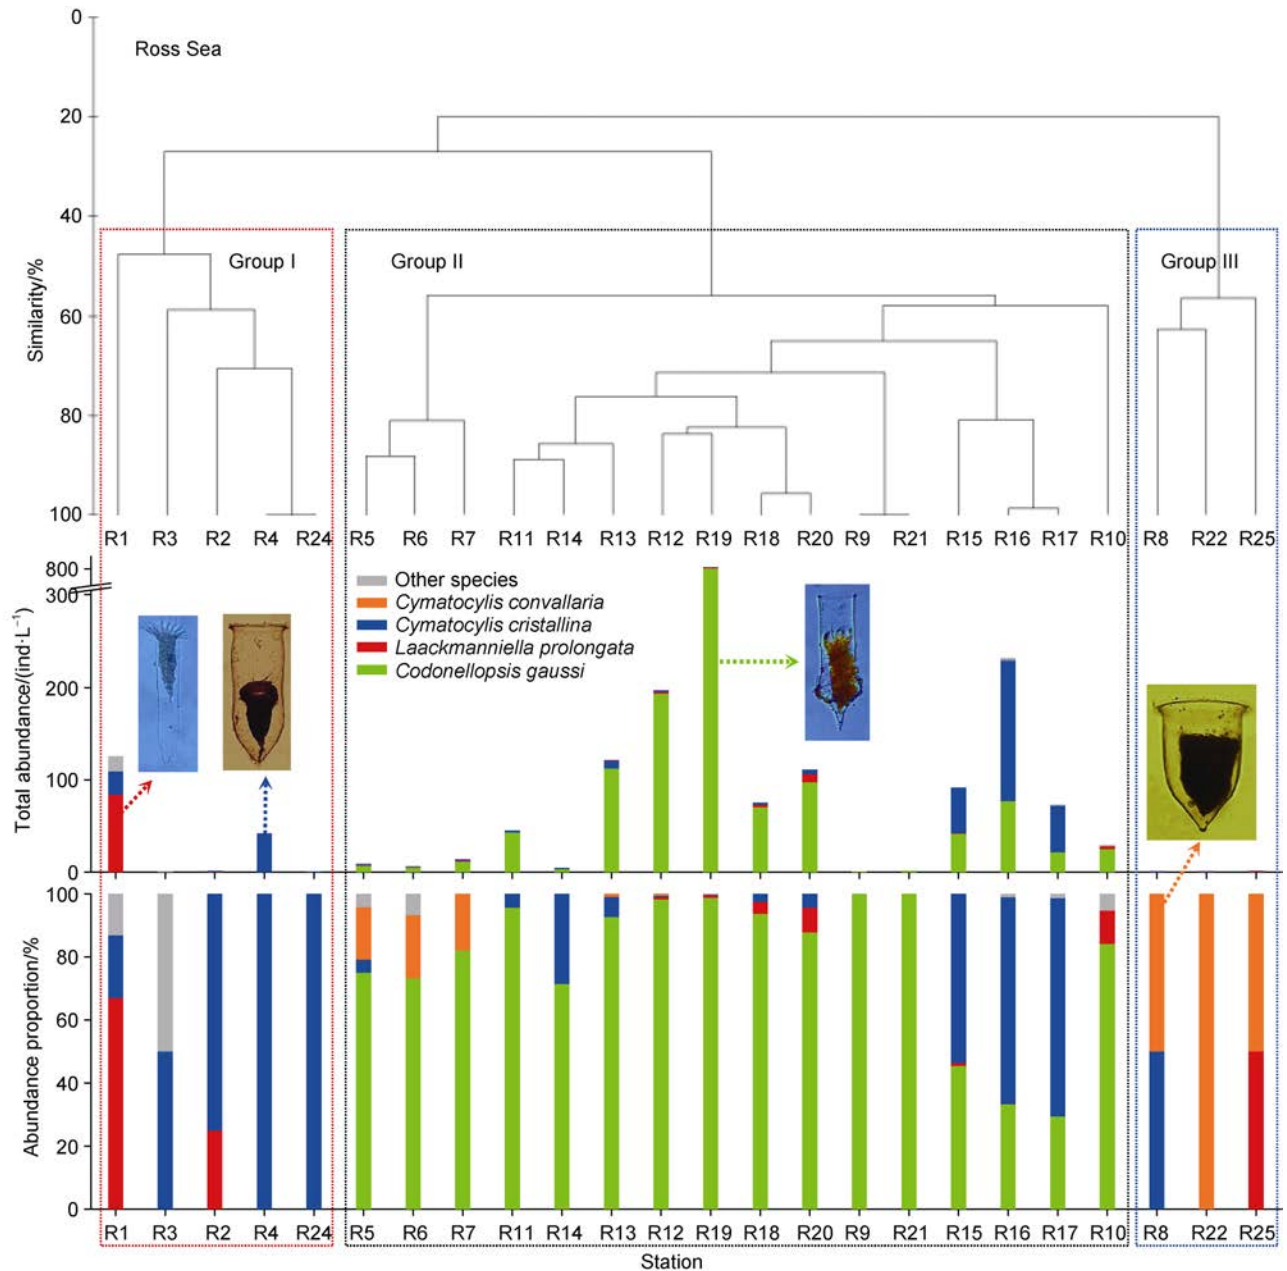 0
Ross Sea
20
40
Group I
Group II
Group III
60
80
100
Similarity/%
R1 R3 R2 R4 R24 R5 R6 R7 R11 R14 R13 R12 R19 R18 R20 R9 R21 R15 R16 R17 R10 R8 R22 R25
800
300
200
100
0
Total abundance/(ind·L⁻¹)
Other species
Cymatocylis convallaria
Cymatocylis cristallina
Laackmanniella prolongata
Codonellopsis gaussi
100
80
60
40
20
0
Abundance proportion/%
R1 R3 R2 R4 R24 R5 R6 R7 R11 R14 R13 R12 R19 R18 R20 R9 R21 R15 R16 R17 R10 R8 R22 R25
Station